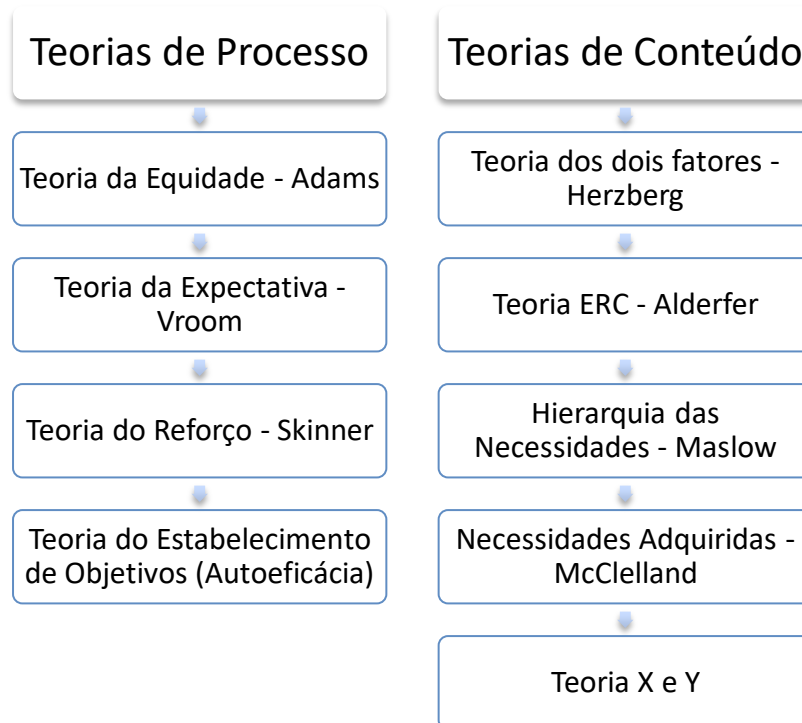 Teorias de Processo
Teoria da Equidade - Adams
Teoria da Expectativa -
Vroom
Teoria do Reforço - Skinner
Teoria do Estabelecimento
de Objetivos (Autoeficácia)
Teorias de Conteúdo
Teoria dos dois fatores -
Herzberg
Teoria ERC - Alderfer
Hierarquia das
Necessidades - Maslow
Necessidades Adquiridas -
McClelland
Teoria X e Y